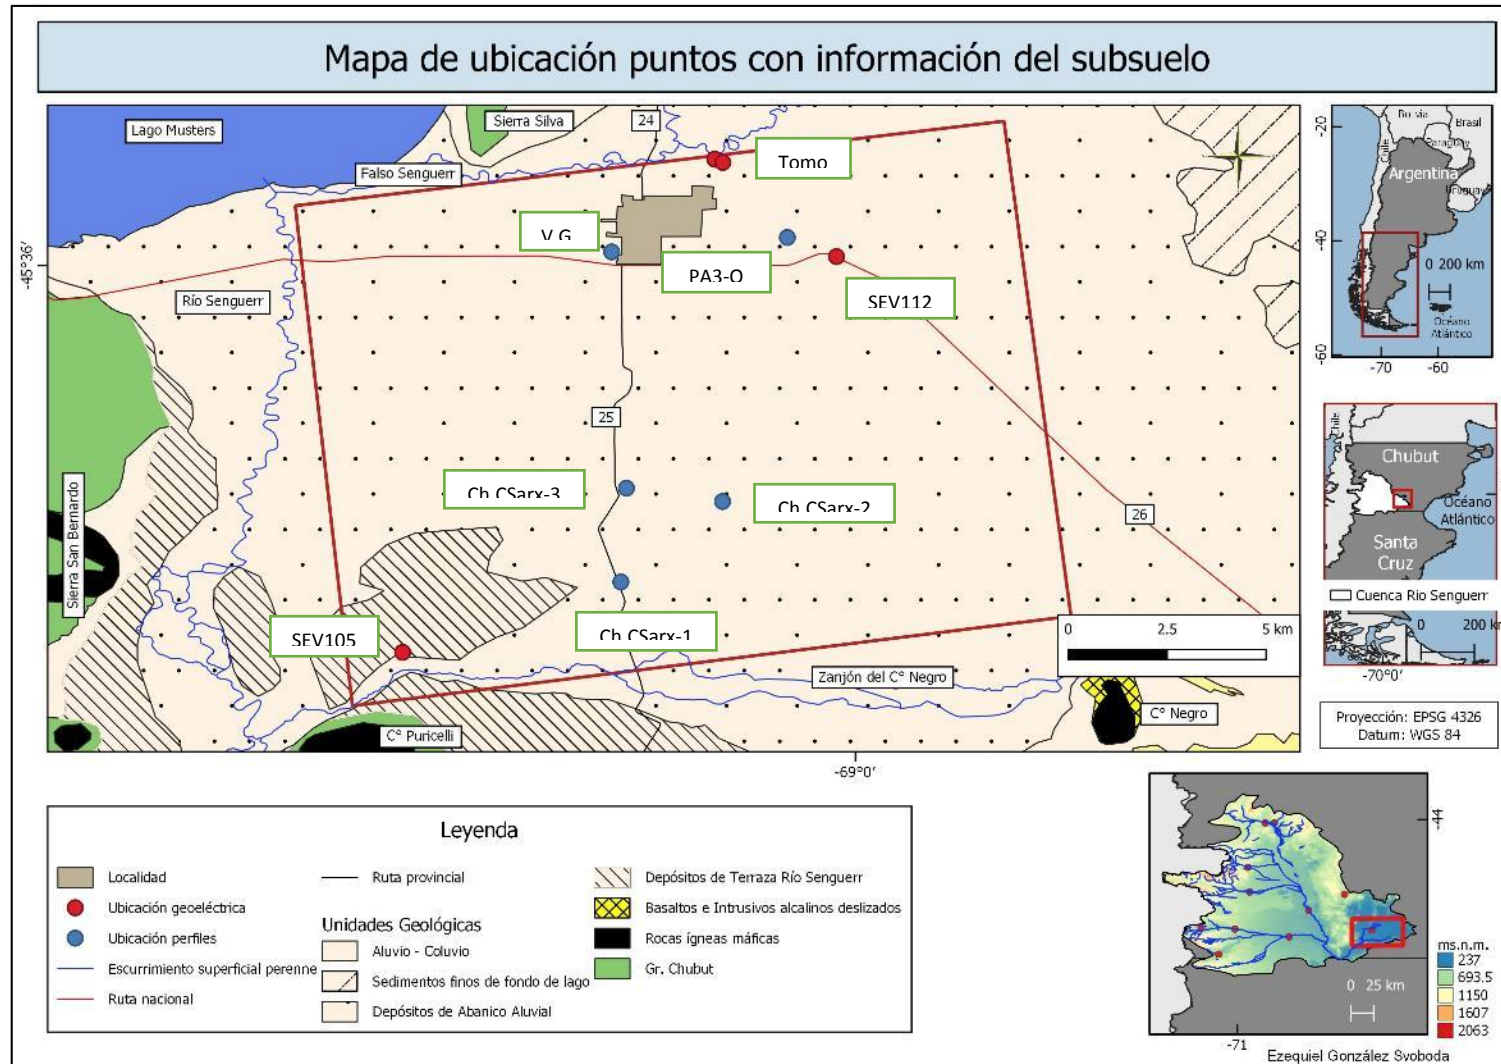 Mapa de ubicación puntos con información del subsuelo
Lago Musters
Sierra Silva
24
Falso Senguerr
Tomo
V.G.
PA3-O
SEV112
-45°36'
Río Senguerr
25
Sierra San Bernardo
Ch.CSarx-3
Ch.CSarx-2
26
SEV105
Ch.CSarx-1
0 2.5 5 km
Zanjón del C° Negro
C° Negro
C° Puricelli
-69°0'
-20
-40
-60
Bolivia
Brasil
Paraguay
Chile
Argentina
Uruguay
0 200 km
Océano
Atlántico
-70 -60
Chile
Chubut
Océano
Atlántico
Santa
Cruz
Cuenca Rio Senguerr
0 200 km
-70°0'
Proyección: EPSG 4326
Datum: WGS 84
Leyenda
Localidad
Ubicación geoeléctrica
Ubicación perfiles
Escurrimiento superficial perenne
Ruta nacional
Ruta provincial
Unidades Geológicas
Aluvio - Coluvio
Sedimentos finos de fondo de lago
Depósitos de Abanico Aluvial
Depósitos de Terraza Río Senguerr
Basaltos e Intrusivos alcalinos deslizados
Rocas ígneas máficas
Gr. Chubut
-44
ms.n.m.
237
693.5
1150
1607
2063
0 25 km
-71
Ezequiel González Svoboda